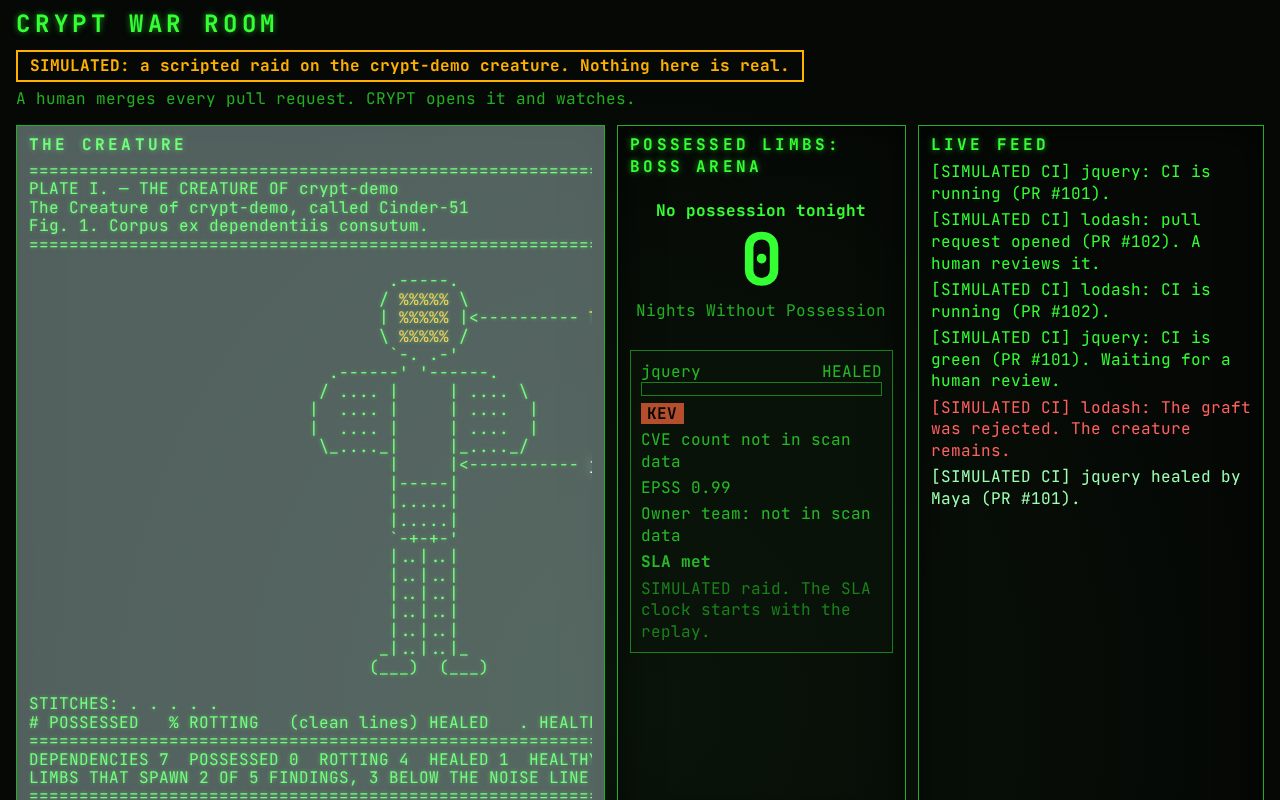 CRYPT WAR ROOM
SIMULATED: a scripted raid on the crypt-demo creature. Nothing here is real.
A human merges every pull request. CRYPT opens it and watches.
THE CREATURE
PLATE I. — THE CREATURE OF crypt-demo
The Creature of crypt-demo, called Cinder-51
Fig. 1. Corpus ex dependentiis consutum.
STITCHES: . . . . .
# POSSESSED   % ROTTING   (clean lines) HEALED   . HEALT
DEPENDENCIES 7  POSSESSED 0  ROTTING 4  HEALED 1  HEALTHY
LIMBS THAT SPAWN 2 OF 5 FINDINGS, 3 BELOW THE NOISE LINE
POSSESSED LIMBS:
BOSS ARENA
No possession tonight
0
Nights Without Possession
jquery HEALED
KEV
CVE count not in scan
data
EPSS 0.99
Owner team: not in scan
data
SLA met
SIMULATED raid. The SLA
clock starts with the
replay.
LIVE FEED
[SIMULATED CI] jquery: CI is
running (PR #101).
[SIMULATED CI] lodash: pull
request opened (PR #102). A
human reviews it.
[SIMULATED CI] lodash: CI is
running (PR #102).
[SIMULATED CI] jquery: CI is
green (PR #101). Waiting for a
human review.
[SIMULATED CI] lodash: The graft
was rejected. The creature
remains.
[SIMULATED CI] jquery healed by
Maya (PR #101).